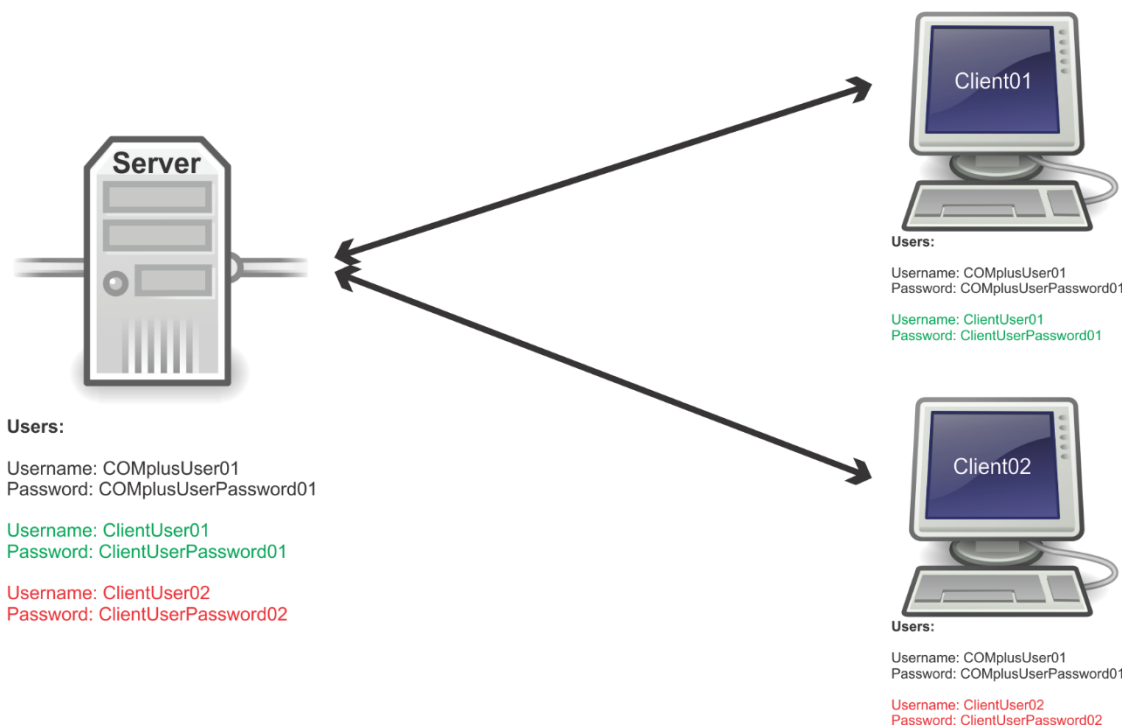 Server
Users:
Username: COMplusUser01
Password: COMplusUserPassword01
Username: ClientUser01
Password: ClientUserPassword01
Username: ClientUser02
Password: ClientUserPassword02
Client01
Users:
Username: COMplusUser01
Password: COMplusUserPassword01
Username: ClientUser01
Password: ClientUserPassword01
Client02
Users:
Username: COMplusUser01
Password: COMplusUserPassword01
Username: ClientUser02
Password: ClientUserPassword02